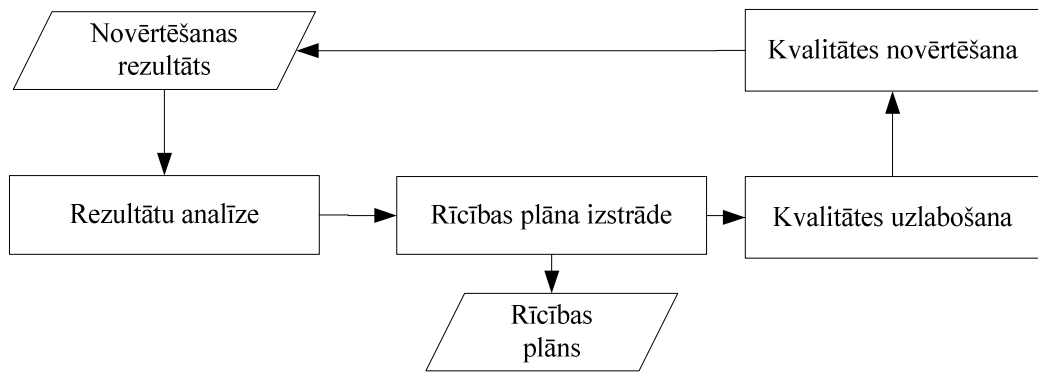 Novērtēšanas
rezultāts
Kvalitātes novērtēšana
Rezultātu analīze
Rīcības plāna izstrāde
Kvalitātes uzlabošana
Rīcības
plāns